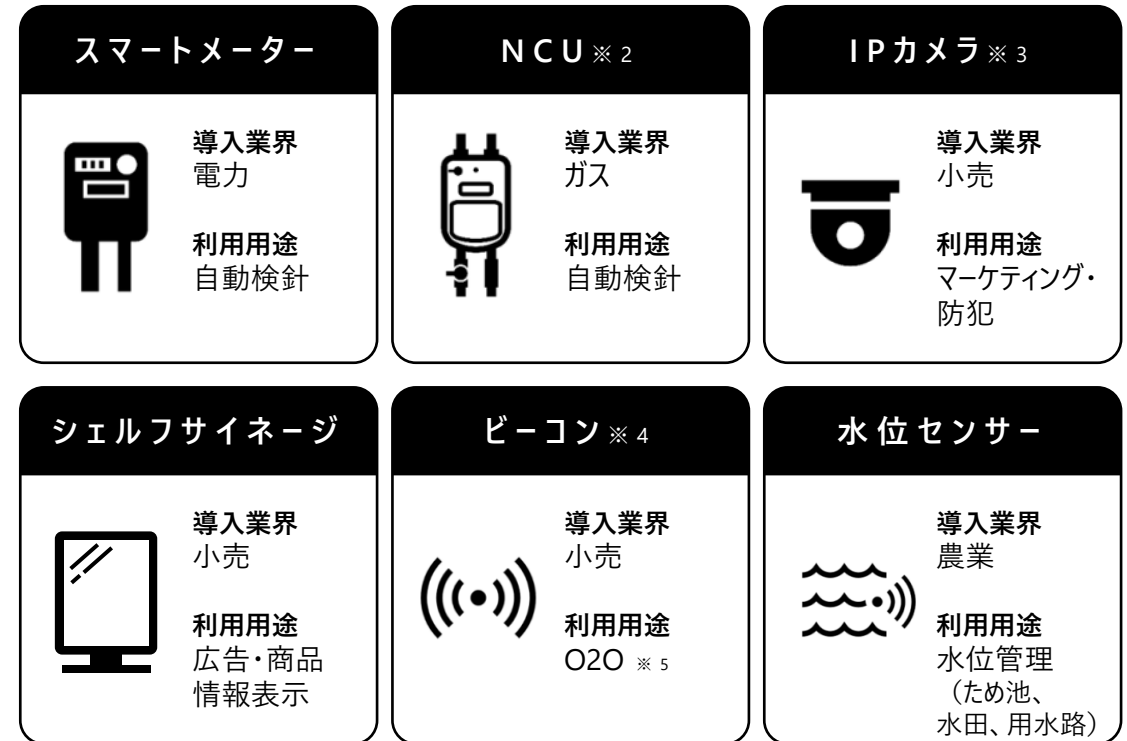 スマートメーター
導入業界
電力
利用用途
自動検針
NCU※2
導入業界
ガス
利用用途
自動検針
IPカメラ※3
導入業界
小売
利用用途
マーケティング・
防犯
シェルフサイネージ
導入業界
小売
利用用途
広告・商品
情報表示
ビーコン※4
導入業界
小売
利用用途
O2O ※5
水位センサー
導入業界
農業
利用用途
水位管理
（ため池、
水田、用水路）